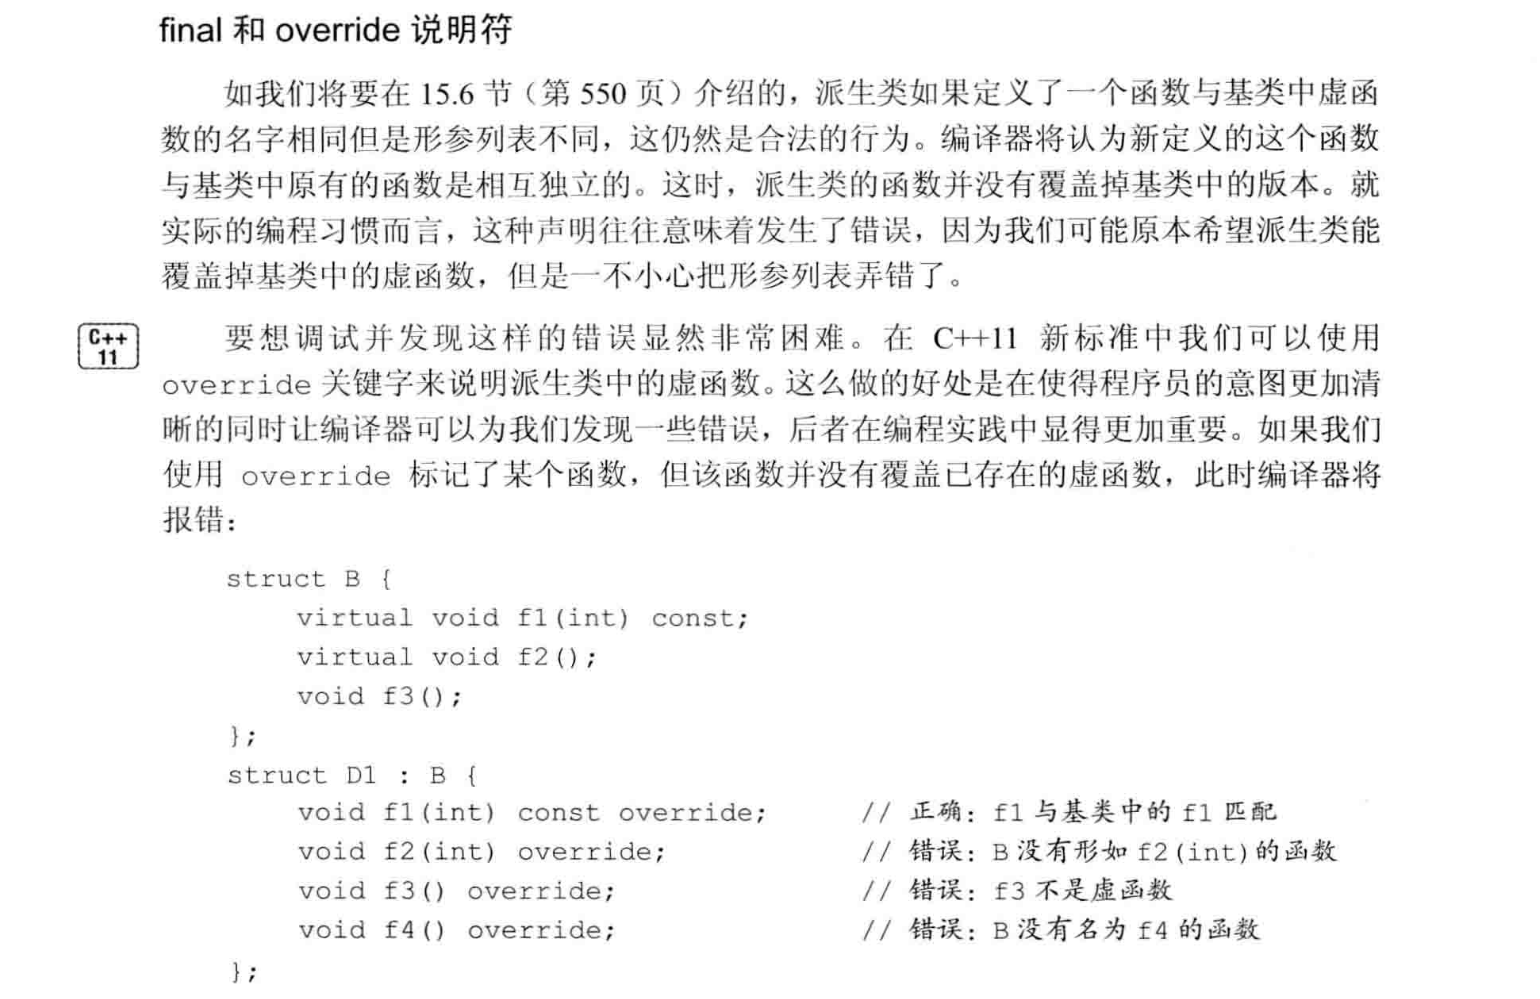 final 和 override 说明符
如我们将要在 15.6 节（第 550 页）介绍的，派生类如果定义了一个函数与基类中虚函
数的名字相同但是形参列表不同，这仍然是合法的行为。编译器将认为新定义的这个函数
与基类中原有的函数是相互独立的。这时，派生类的函数并没有覆盖掉基类中的版本。就
实际的编程习惯而言，这种声明往往意味着发生了错误，因为我们可能原本希望派生类能
覆盖掉基类中的虚函数，但是一不小心把形参列表弄错了。
C++
11
要想调试并发现这样的错误显然非常困难。在 C++11 新标准中我们可以使用
override 关键字来说明派生类中的虚函数。这么做的好处是在使得程序员的意图更加清
晰的同时让编译器可以为我们发现一些错误，后者在编程实践中显得更加重要。如果我们
使用 override 标记了某个函数，但该函数并没有覆盖已存在的虚函数，此时编译器将
报错：
struct B {
virtual void f1(int) const;
virtual void f2();
void f3();
};
struct D1 : B {
void f1(int) const override; // 正确：f1 与基类中的 f1 匹配
void f2(int) override; // 错误：B 没有形如 f2(int)的函数
void f3() override; // 错误：f3 不是虚函数
void f4() override; // 错误：B 没有名为 f4 的函数
};